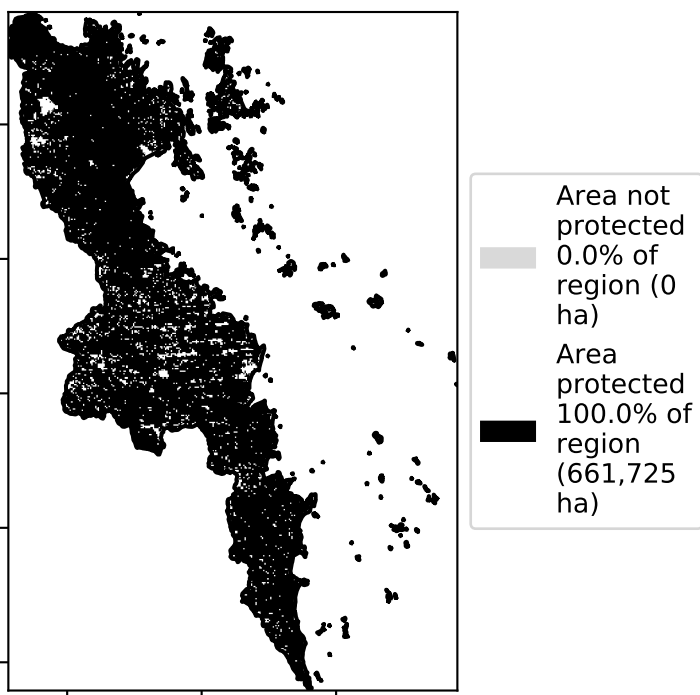 Area not
protected
0.0% of
region (0
ha)
Area
protected
100.0% of
region
(661,725
ha)